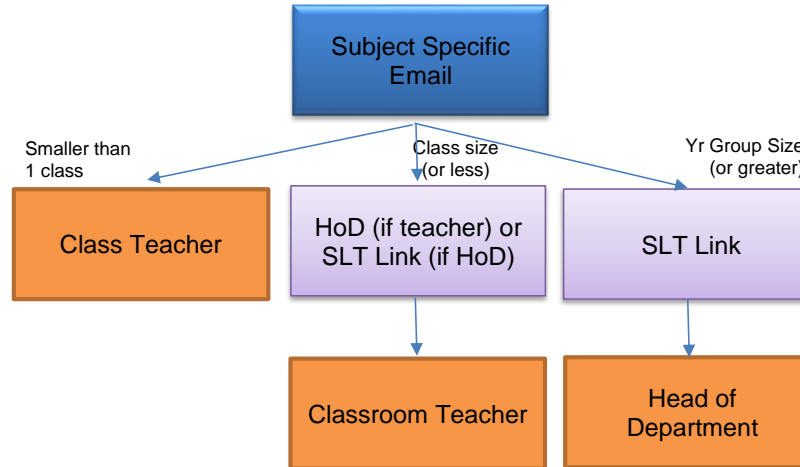 Subject Specific
Email
Smaller than
1 class
Class size
(or less)
Yr Group Size
(or greater)
Class Teacher
HoD (if teacher) or
SLT Link (if HoD)
SLT Link
Classroom Teacher
Head of
Department